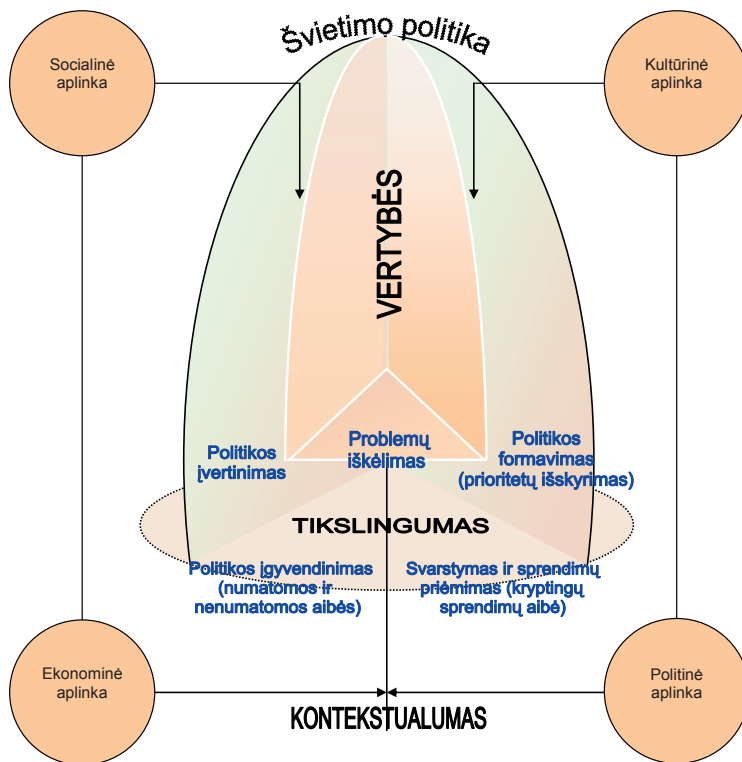 Švietimo politika
Socialinė
aplinka
Kultūrinė
aplinka
VERTYBĖS
Politikos
įvertinimas
Problemų
iškėlimas
Politikos
formavimas
(prioritetų išskyrimas)
TIKSLINGUMAS
Politikos įgyvendinimas
(numatomos ir
nenumatomos aibės)
Svarstymas ir sprendimų
priėmimas (kryptingų
sprendimų aibė)
Ekonominė
aplinka
Politinė
aplinka
KONTEKSTUALUMAS